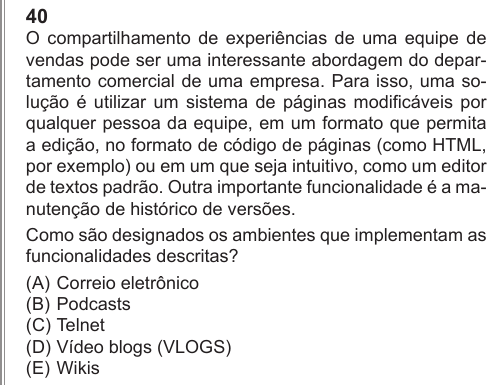 40
O compartilhamento de experiências de uma equipe de
vendas pode ser uma interessante abordagem do depar-
tamento comercial de uma empresa. Para isso, uma so-
lução é utilizar um sistema de páginas modificáveis por
qualquer pessoa da equipe, em um formato que permita
a edição, no formato de código de páginas (como HTML,
por exemplo) ou em um que seja intuitivo, como um editor
de textos padrão. Outra importante funcionalidade é a ma-
nutenção de histórico de versões.
Como são designados os ambientes que implementam as
funcionalidades descritas?
(A) Correio eletrônico
(B) Podcasts
(C) Telnet
(D) Vídeo blogs (VLOGS)
(E) Wikis